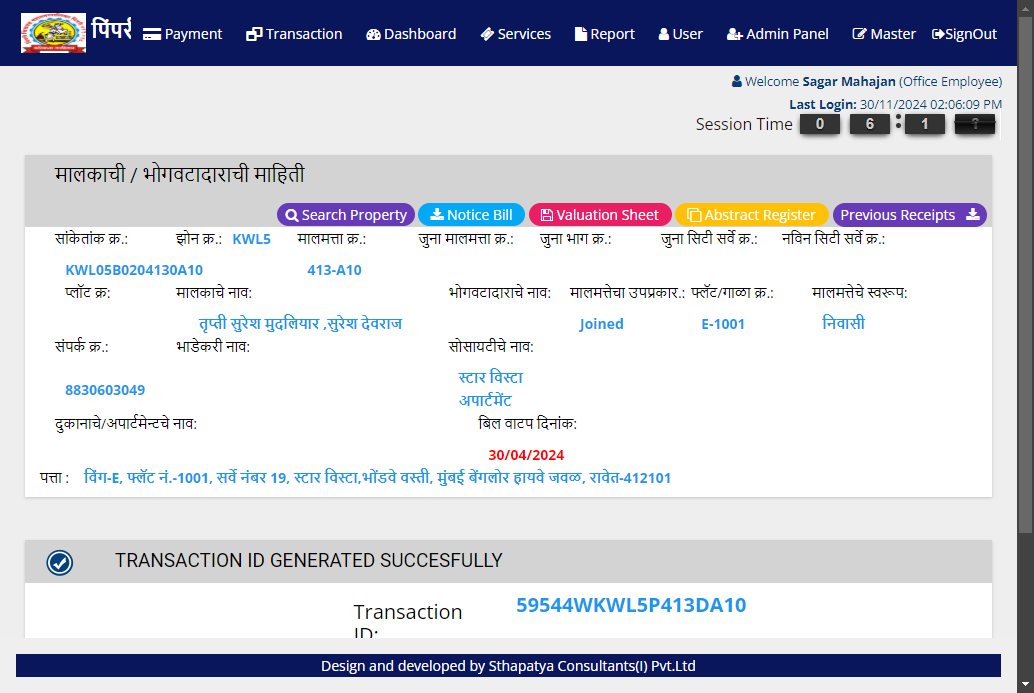 पिंपरी
Payment Transaction Dashboard Services Report User Admin Panel Master SignOut
Welcome Sagar Mahajan (Office Employee)
Last Login: 30/11/2024 02:06:09 PM
Session Time 0 6 : 1
मालकाची / भोगवटादाराची माहिती
Search Property Notice Bill Valuation Sheet Abstract Register Previous Receipts
सांकेतांक क्र.: झोन क्र.: KWL5 मालमत्ता क्र.: जुना मालमत्ता क्र.: जुना भाग क्र.: जुना सिटी सर्वे क्र.: नविन सिटी सर्वे क्र.:
KWL05B0204130A10 413-A10
प्लॉट क्र: मालकाचे नाव: भोगवटादाराचे नाव: मालमत्तेचा उपप्रकार.: फ्लॅट/गाळा क्र.: मालमत्तेचे स्वरूप:
तृप्ती सुरेश मुदलियार ,सुरेश देवराज Joined E-1001 निवासी
संपर्क क्र.: भाडेकरी नाव: सोसायटीचे नाव:
8830603049 स्टार विस्टा
अपार्टमेंट
दुकानाचे/अपार्टमेन्टचे नाव: बिल वाटप दिनांक:
30/04/2024
पत्ता : विंग-E, फ्लॅट नं.-1001, सर्वे नंबर 19, स्टार विस्टा,भोंडवे वस्ती, मुंबई बेंगलोर हायवे जवळ, रावेत-412101
TRANSACTION ID GENERATED SUCCESFULLY
Transaction 59544WKWL5P413DA10
ID:
Design and developed by Sthapatya Consultants(I) Pvt.Ltd